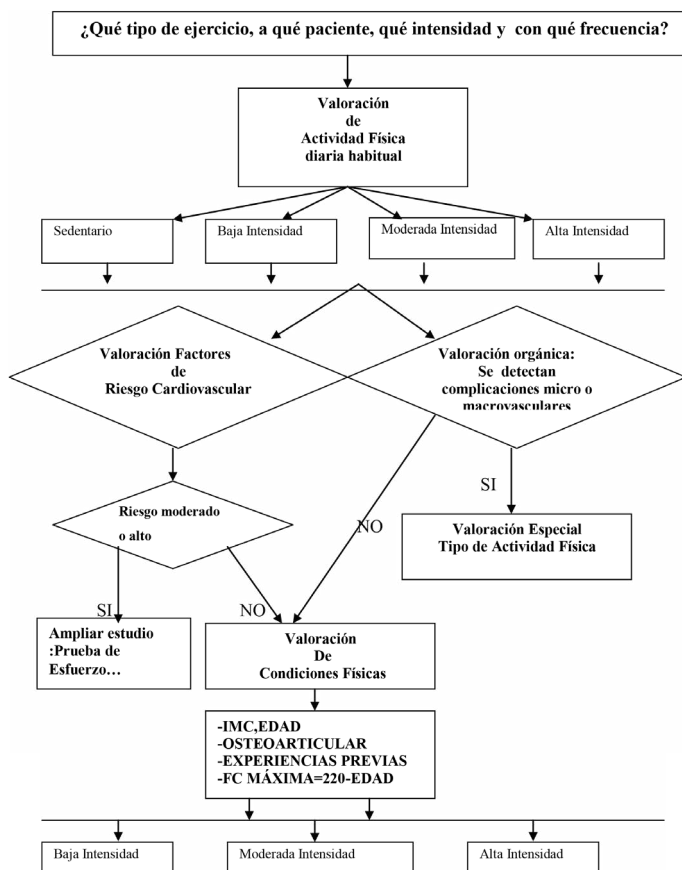 ¿Qué tipo de ejercicio, a qué paciente, qué intensidad y con qué frecuencia?
Valoración
de
Actividad Física
diaria habitual
Sedentario
Baja Intensidad
Moderada Intensidad
Alta Intensidad
Valoración Factores
de
Riesgo Cardiovascular
Valoración orgánica:
Se detectan
complicaciones micro o
macrovasculares
Riesgo moderado
o alto
SI
NO
NO
SI
Valoración Especial
Tipo de Actividad Física
Ampliar estudio
:Prueba de
Esfuerzo…
Valoración
De
Condiciones Físicas
-IMC,EDAD
-OSTEOARTICULAR
-EXPERIENCIAS PREVIAS
-FC MÁXIMA=220-EDAD
Baja Intensidad
Moderada Intensidad
Alta Intensidad